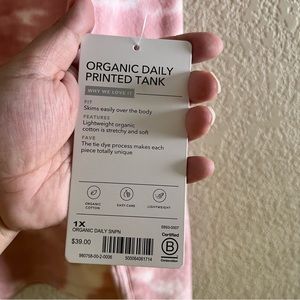 ORGANIC DAILY
PRINTED TANK
WHY WE LOVE IT
FIT
Skims easily over the body
FEATURES
Lightweight organic
cotton is stretchy and soft
FAVE
The tie dye process makes each
piece totally unique
ORGANIC
COTTON
EASY CARE
LIGHTWEIGHT
1X
ORGANIC DAILY SNPN
$39.00
Certified
B
Corporation